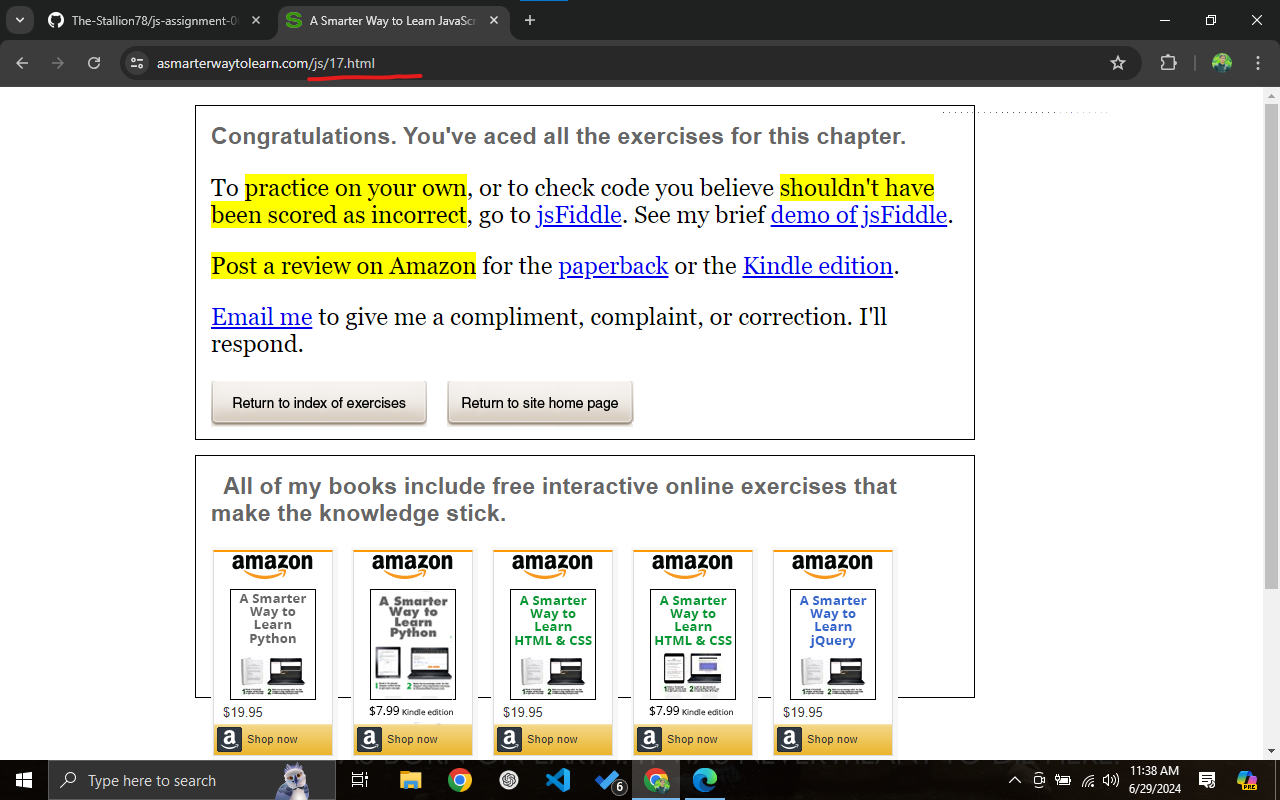 The-Stallion78/js-assignment-0
A Smarter Way to Learn JavaScr
asmarterwaytolearn.com/js/17.html
Congratulations. You've aced all the exercises for this chapter.
To practice on your own, or to check code you believe shouldn't have
been scored as incorrect, go to jsFiddle. See my brief demo of jsFiddle.
Post a review on Amazon for the paperback or the Kindle edition.
Email me to give me a compliment, complaint, or correction. I'll
respond.
Return to index of exercises
Return to site home page
All of my books include free interactive online exercises that
make the knowledge stick.
amazon
A Smarter
Way to
Learn
Python
$19.95
Shop now
amazon
A Smarter
Way to
Learn
Python
$7.99 Kindle edition
Shop now
amazon
A Smarter
Way to
Learn
HTML & CSS
$19.95
Shop now
amazon
A Smarter
Way to
Learn
HTML & CSS
$7.99 Kindle edition
Shop now
amazon
A Smarter
Way to
Learn
jQuery
$19.95
Shop now
Type here to search
6
11:38 AM
6/29/2024
PRE